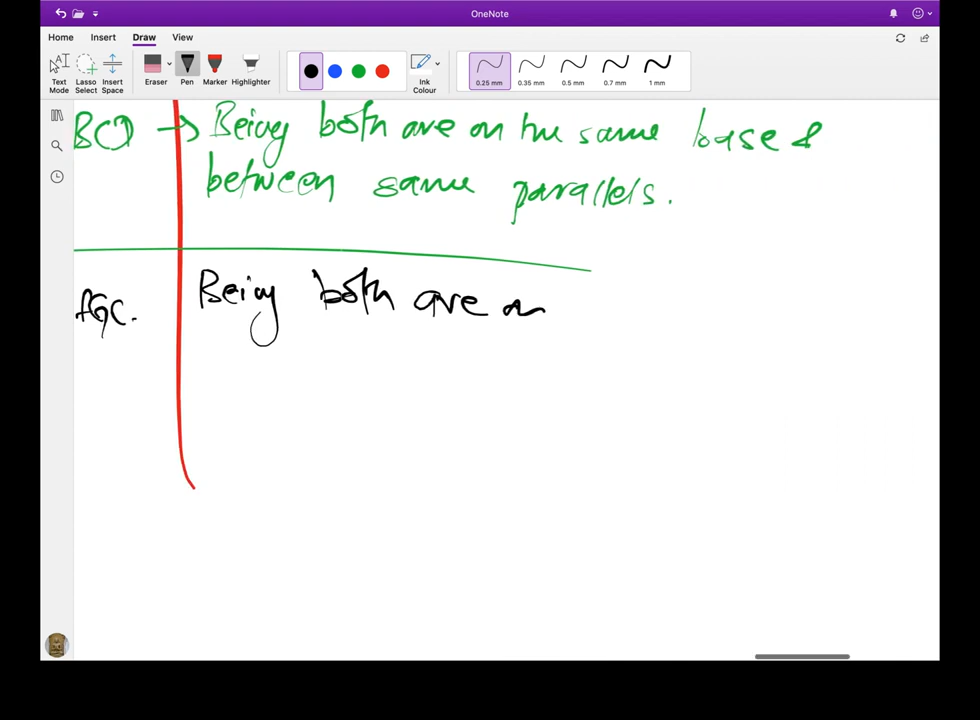 OneNote
Home Insert Draw View
Text Mode Lasso Select Insert Space Eraser Pen Marker Highlighter Ink Colour 0.25 mm 0.35 mm 0.5 mm 0.7 mm 1 mm
→ Being both are on the same base &
between same parallels.
Being both are on